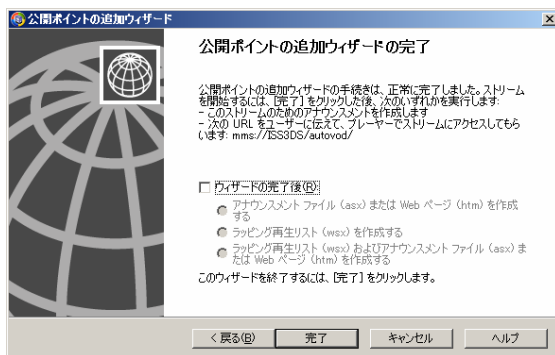 公開ポイントの追加ウィザード
公開ポイントの追加ウィザードの完了
公開ポイントの追加ウィザードの手続きは、正常に完了しました。ストリーム
を開始するには、[完了] をクリックした後、次のいずれかを実行します:
- このストリームのためのアナウンスメントを作成します
- 次の URL をユーザーに伝えて、プレーヤーでストリームにアクセスしてもら
います: mms://ISS3DS/autovod/
ウィザードの完了後(R):
アナウンスメント ファイル (asx) または Web ページ (htm) を作成
する
ラッピング再生リスト (wsx) を作成する
ラッピング再生リスト (wsx) およびアナウンスメント ファイル (asx) ま
たは Web ページ (htm) を作成する
このウィザードを終了するには、[完了] をクリックします。
< 戻る(B)
完了
キャンセル
ヘルプ